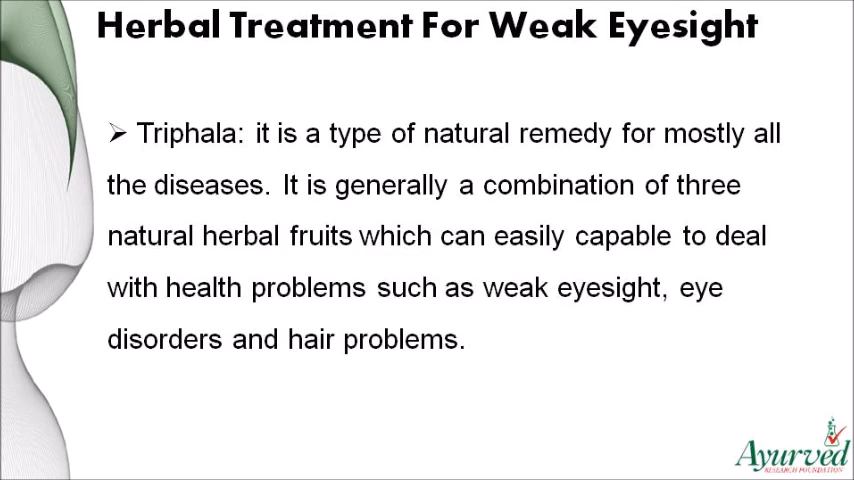 Herbal Treatment For Weak Eyesight
➢ Triphala: it is a type of natural remedy for mostly all
the diseases. It is generally a combination of three
natural herbal fruits which can easily capable to deal
with health problems such as weak eyesight, eye
disorders and hair problems.
Ayurved
RESEARCH FOUNDATION